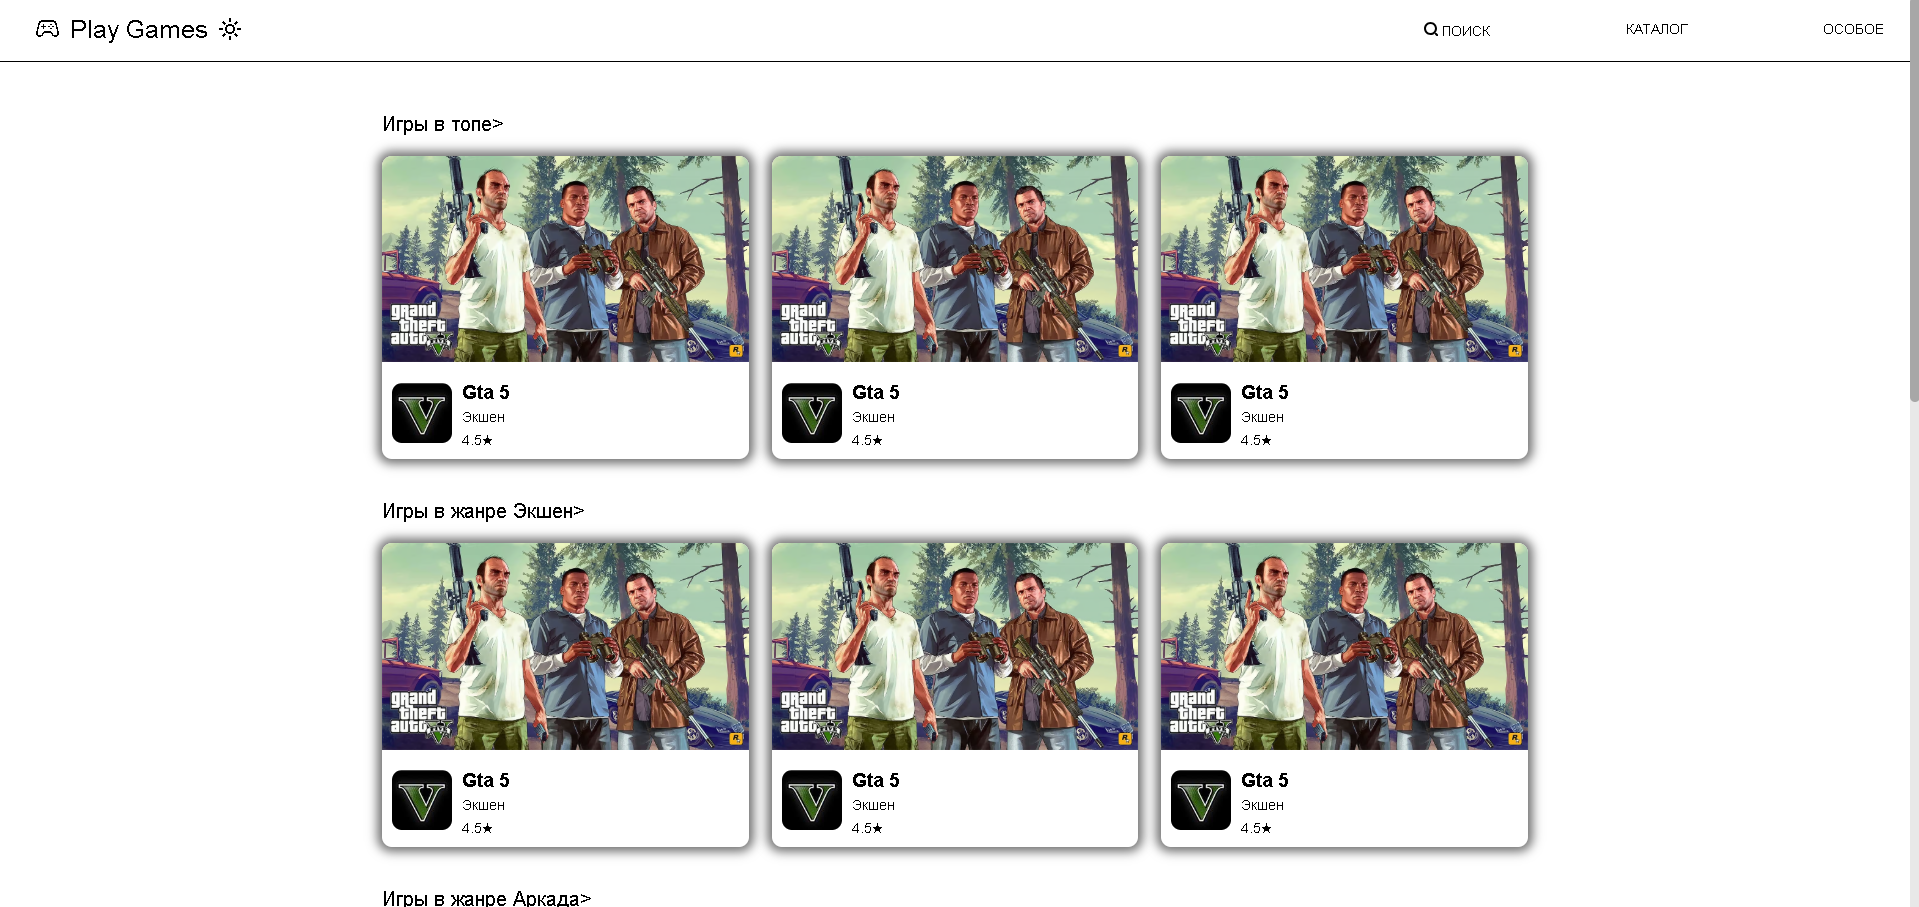 Play Games
ПОИСК
КАТАЛОГ
ОСОБОЕ
Игры в топе>
grand
theft
auto
V
R
Gta 5
Экшен
4.5★
grand
theft
auto
V
R
Gta 5
Экшен
4.5★
grand
theft
auto
V
R
Gta 5
Экшен
4.5★
Игры в жанре Экшен>
grand
theft
auto
V
R
Gta 5
Экшен
4.5★
grand
theft
auto
V
R
Gta 5
Экшен
4.5★
grand
theft
auto
V
R
Gta 5
Экшен
4.5★
Игры в жанре Аркада>